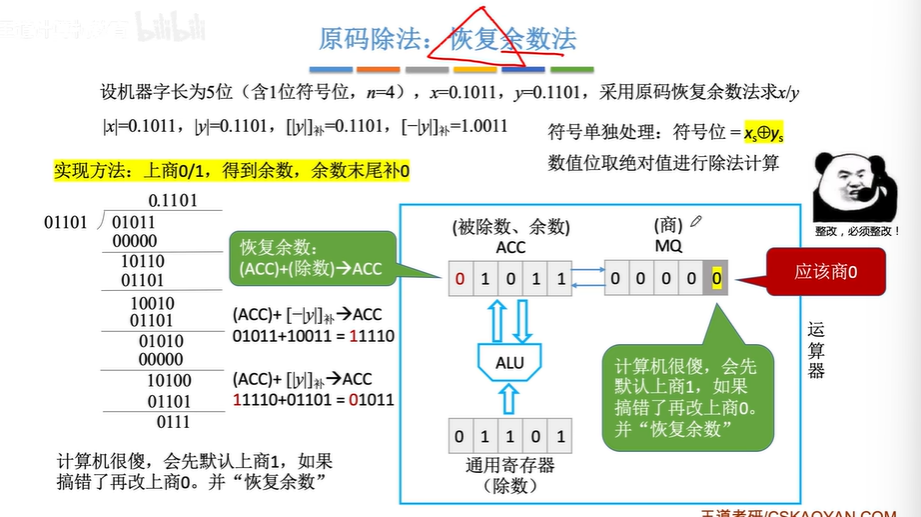 bilibili
原码除法：恢复余数法
设机器字长为5位（含1位符号位，n=4），x=0.1011，y=0.1101，采用原码恢复余数法求x/y
|x|=0.1011，|y|=0.1101，[|y|]补=0.1101，[−|y|]补=1.0011
符号单独处理：符号位 = xs⊕ys
数值位取绝对值进行除法计算
实现方法：上商0/1，得到余数，余数末尾补0
0.1101
01101 01011
00000
10110
01101
10010
01101
01010
00000
10100
01101
0111
恢复余数：
(ACC)+(除数)→ACC
(ACC)+ [−|y|]补→ACC
01011+10011 = 11110
(ACC)+ [|y|]补→ACC
11110+01101 = 01011
计算机很傻，会先默认上商1，如果
搞错了再改上商0。并“恢复余数”
(被除数、余数)
ACC
0 1 0 1 1
(商)
MQ
0 0 0 0 0
ALU
0 1 1 0 1
通用寄存器
（除数）
应该商0
计算机很傻，会先
默认上商1，如果
搞错了再改上商0。
并“恢复余数”
运
算
器
整改，必须整改！
王道考研/CSKAOYAN.COM